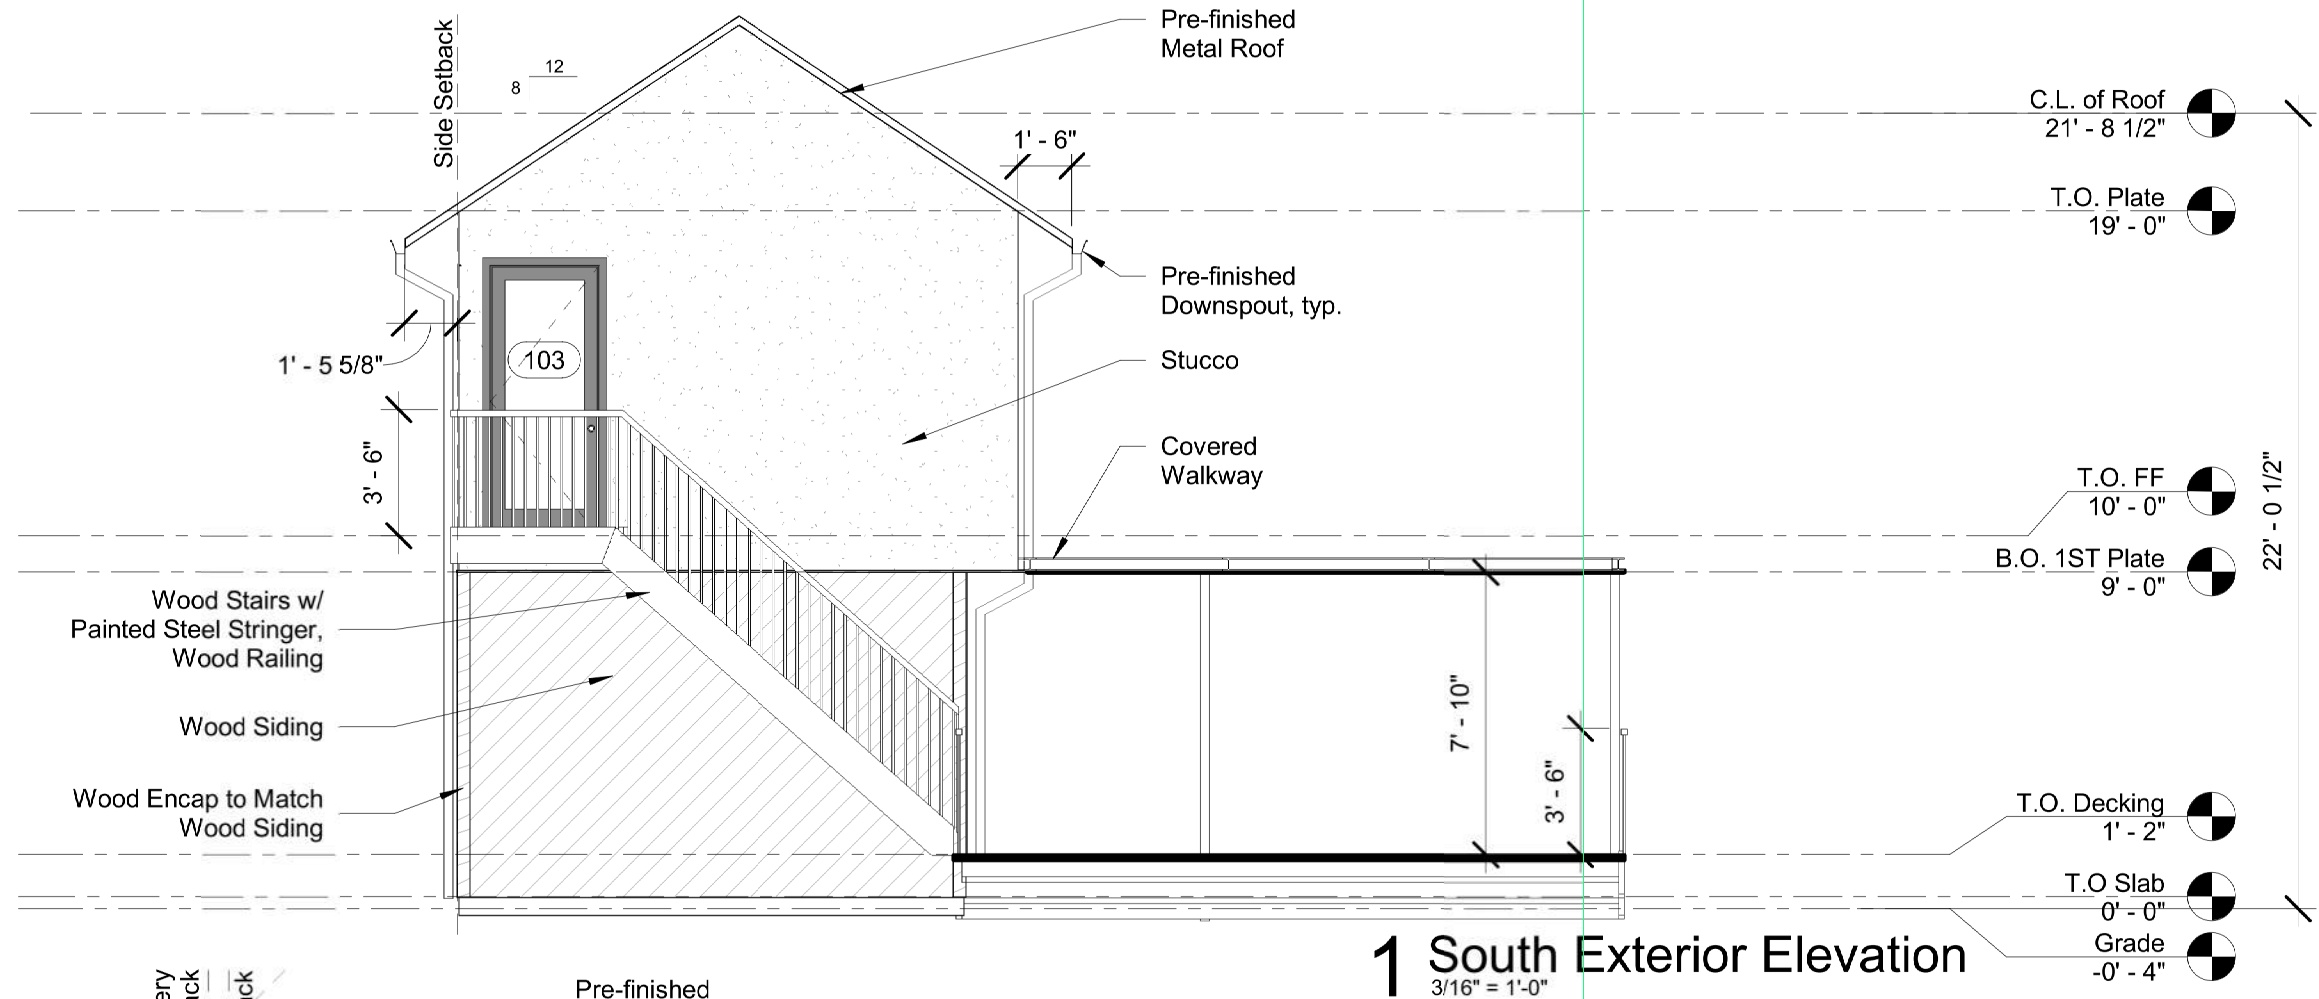 Side Setback
12
8
Pre-finished
Metal Roof
1' - 6"
C.L. of Roof
21' - 8 1/2"
T.O. Plate
19' - 0"
Pre-finished
Downspout, typ.
1' - 5 5/8"
103
Stucco
3' - 6"
Covered
Walkway
T.O. FF
10' - 0"
22' - 0 1/2"
B.O. 1ST Plate
9' - 0"
Wood Stairs w/
Painted Steel Stringer,
Wood Railing
Wood Siding
7' - 10"
3' - 6"
Wood Encap to Match
Wood Siding
T.O. Decking
1' - 2"
T.O Slab
0' - 0"
Grade
-0' - 4"
1 South Exterior Elevation
3/16" = 1'-0"
Pre-finished